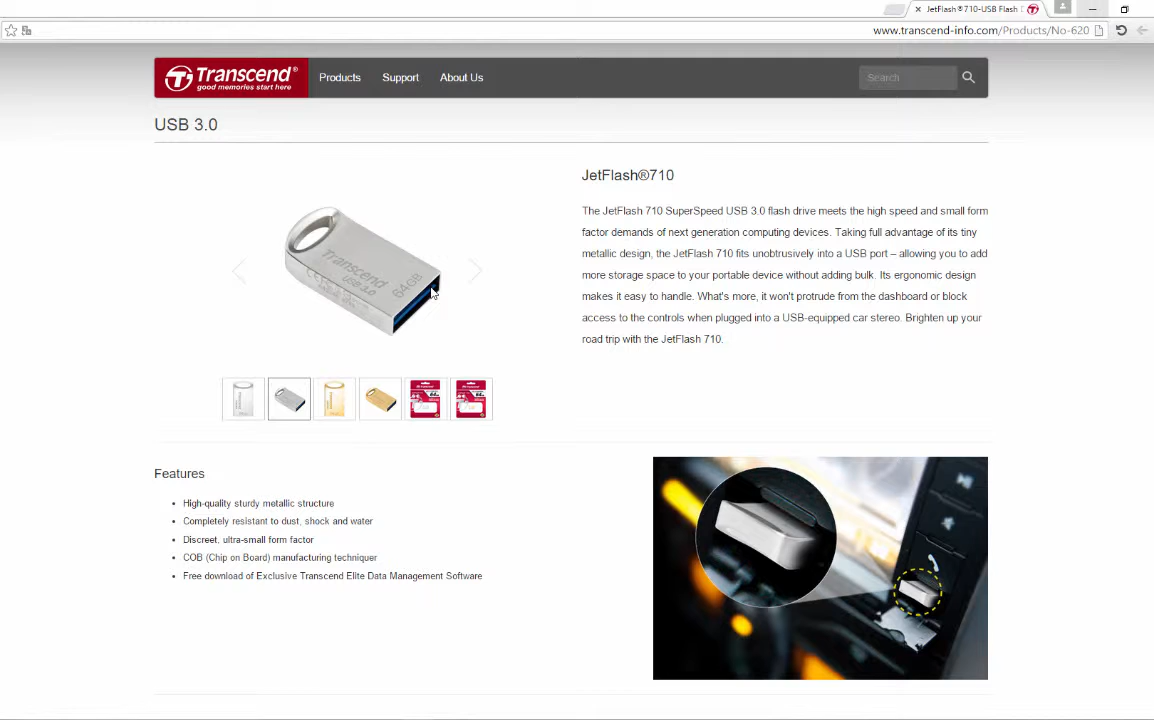 JetFlash®710-USB Flash
www.transcend-info.com/Products/No-620
Transcend®
good memories start here
Products
Support
About Us
Search
USB 3.0
Transcend
USB 3.0
64GB
JetFlash®710
The JetFlash 710 SuperSpeed USB 3.0 flash drive meets the high speed and small form
factor demands of next generation computing devices. Taking full advantage of its tiny
metallic design, the JetFlash 710 fits unobtrusively into a USB port – allowing you to add
more storage space to your portable device without adding bulk. Its ergonomic design
makes it easy to handle. What's more, it won't protrude from the dashboard or block
access to the controls when plugged into a USB-equipped car stereo. Brighten up your
road trip with the JetFlash 710.
Features
• High-quality sturdy metallic structure
• Completely resistant to dust, shock and water
• Discreet, ultra-small form factor
• COB (Chip on Board) manufacturing techniquer
• Free download of Exclusive Transcend Elite Data Management Software